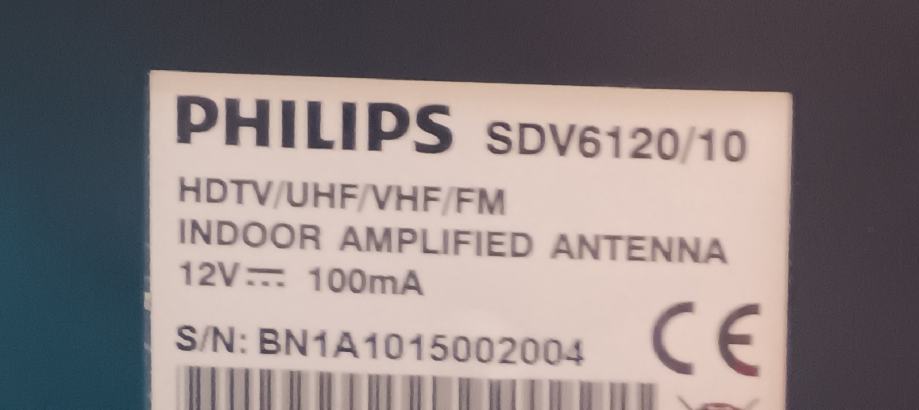 PHILIPS SDV6120/10
HDTV/UHF/VHF/FM
INDOOR AMPLIFIED ANTENNA
12V⎓ 100mA
S/N: BN1A1015002004 CE